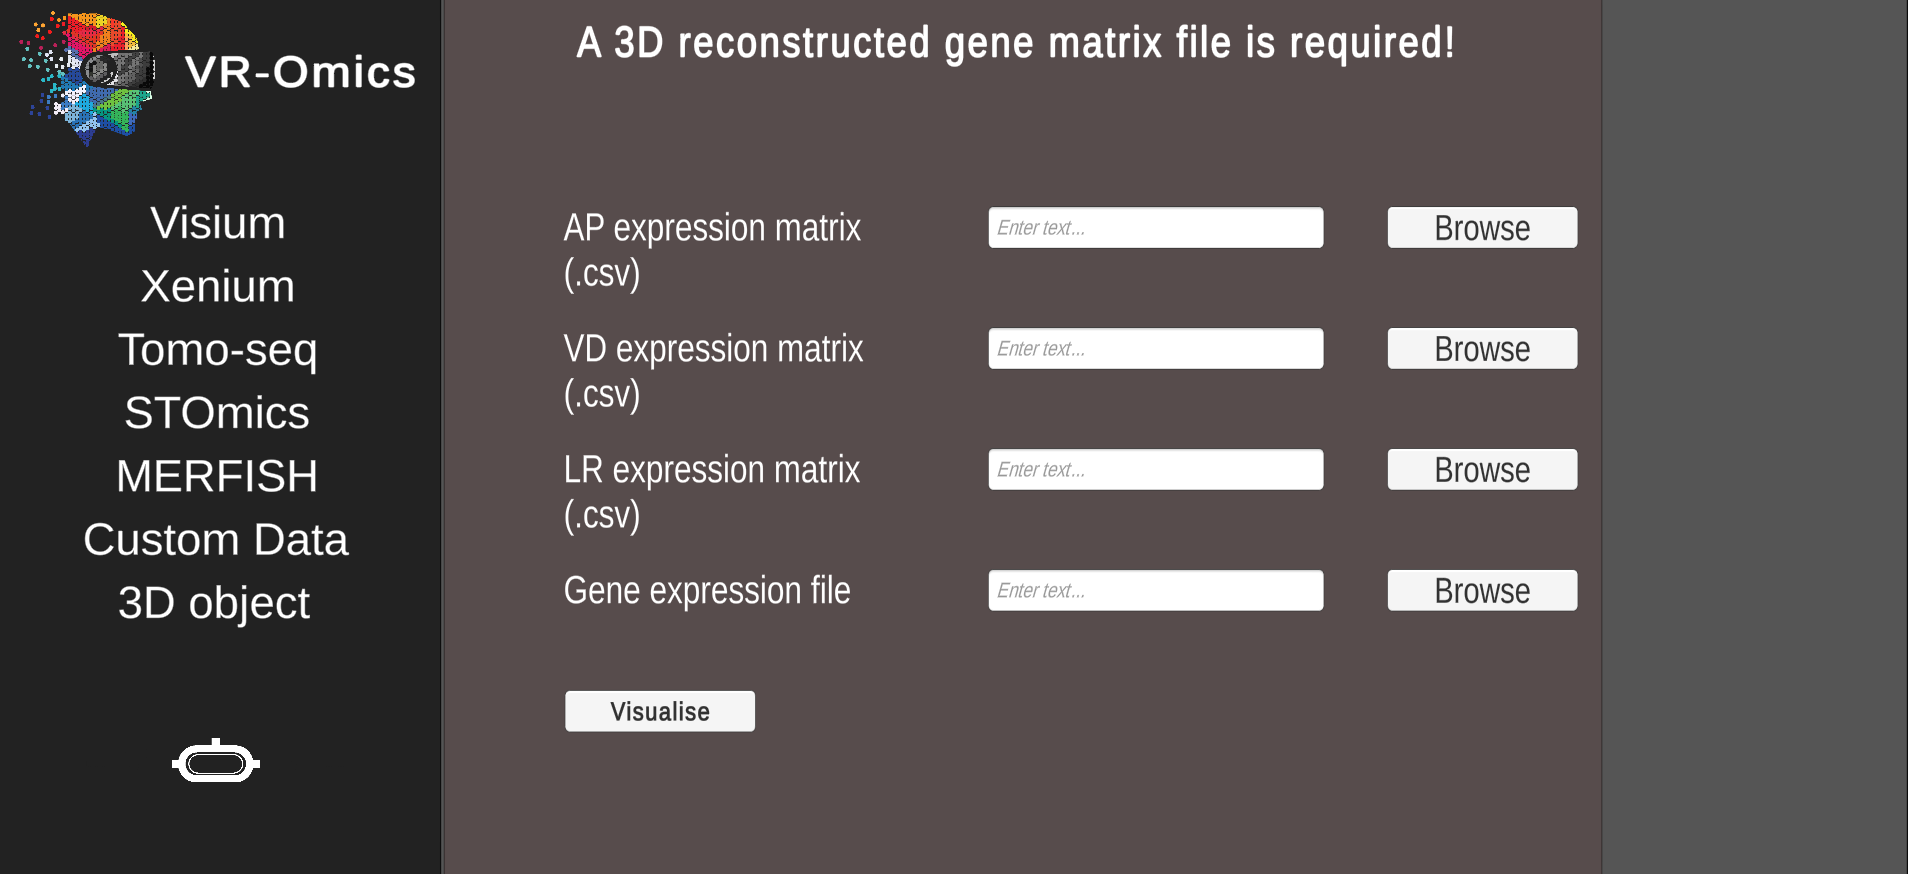 VR-Omics
Visium
Xenium
Tomo-seq
STOmics
MERFISH
Custom Data
3D object
A 3D reconstructed gene matrix file is required!
AP expression matrix
(.csv)
Enter text...
Browse
VD expression matrix
(.csv)
Enter text...
Browse
LR expression matrix
(.csv)
Enter text...
Browse
Gene expression file
Enter text...
Browse
Visualise